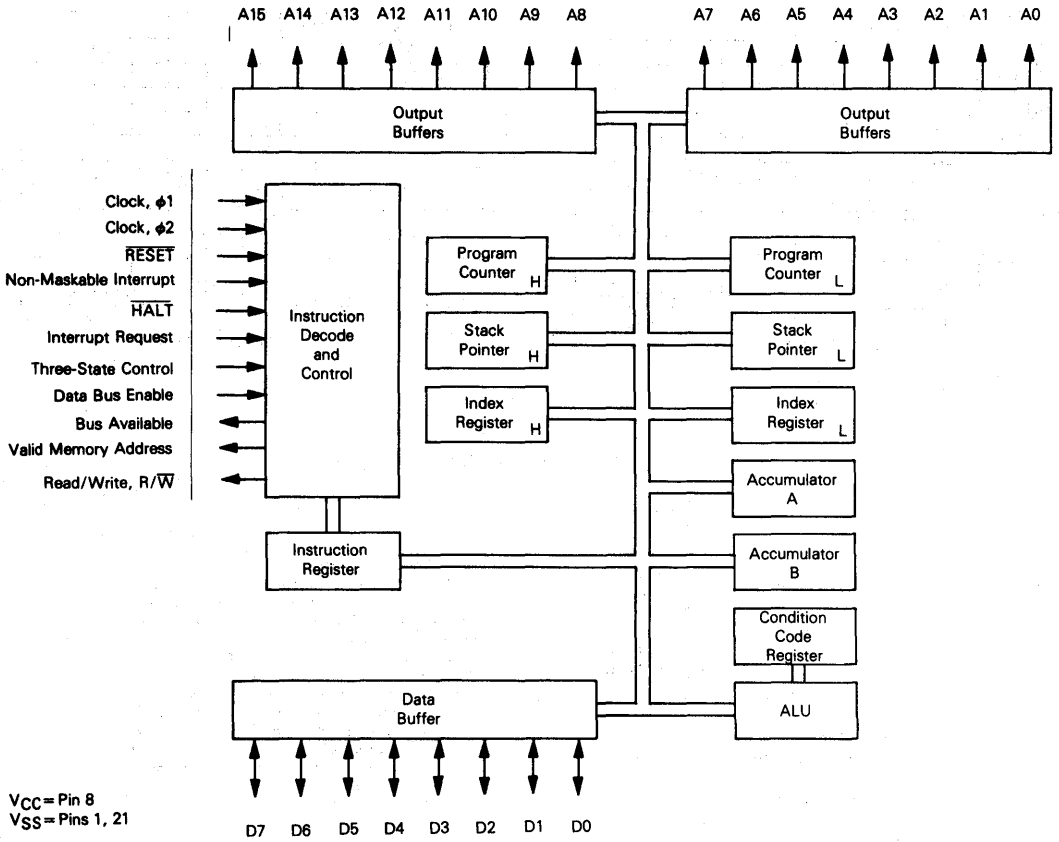 A15 A14 A13 A12 A11 A10 A9 A8 A7 A6 A5 A4 A3 A2 A1 A0
Output
Buffers
Output
Buffers
Clock, ϕ1
Clock, ϕ2
R̅E̅S̅E̅T̅
Non-Maskable Interrupt
H̅A̅L̅T̅
Interrupt Request
Three-State Control
Data Bus Enable
Bus Available
Valid Memory Address
Read/Write, R/W̅
Instruction
Decode
and
Control
Program
Counter H
Program
Counter L
Stack
Pointer H
Stack
Pointer L
Index
Register H
Index
Register L
Accumulator
A
Instruction
Register
Accumulator
B
Condition
Code
Register
Data
Buffer
ALU
D7 D6 D5 D4 D3 D2 D1 D0
VCC = Pin 8
VSS = Pins 1, 21